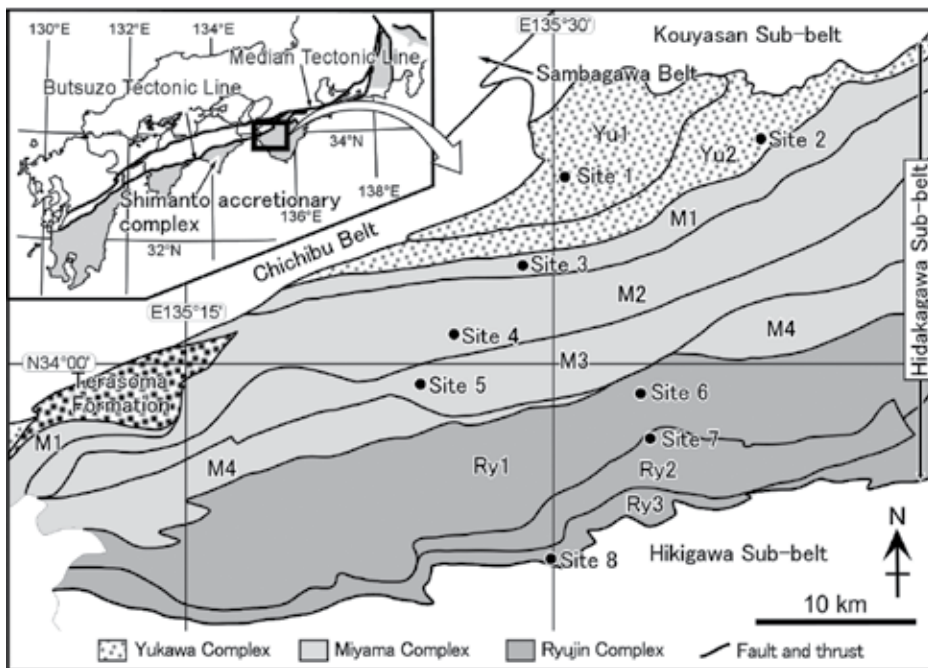 130°E
132°E
134°E
Median Tectonic Line
Butsuzo Tectonic Line
34°N
138°E
Shimanto accretionary
complex
136°E
32°N
E135°30'
Kouyasan Sub-belt
Sambagawa Belt
Yu1
Yu2
Site 2
Site 1
M1
Chichibu Belt
Site 3
E135°15'
M2
Hidakagawa Sub-belt
Site 4
M4
N34°00'
M3
Terasoma
Formation
Site 5
Site 6
M1
Site 7
M4
Ry1
Ry2
Ry3
N
Site 8
Hikigawa Sub-belt
10 km
Yukawa Complex
Miyama Complex
Ryujin Complex
Fault and thrust